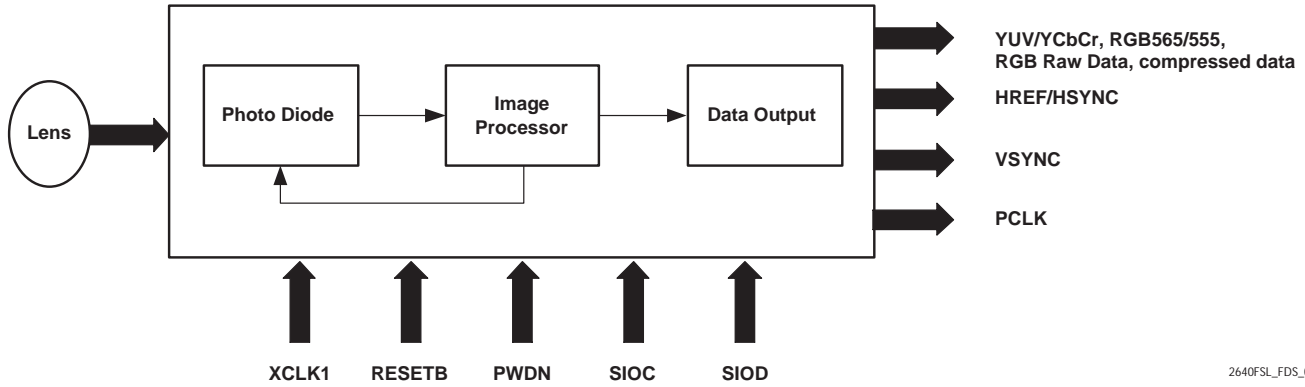 YUV/YCbCr, RGB565/555,
RGB Raw Data, compressed data
HREF/HSYNC
VSYNC
PCLK
Lens
Photo Diode
Image
Processor
Data Output
XCLK1
RESETB
PWDN
SIOC
SIOD